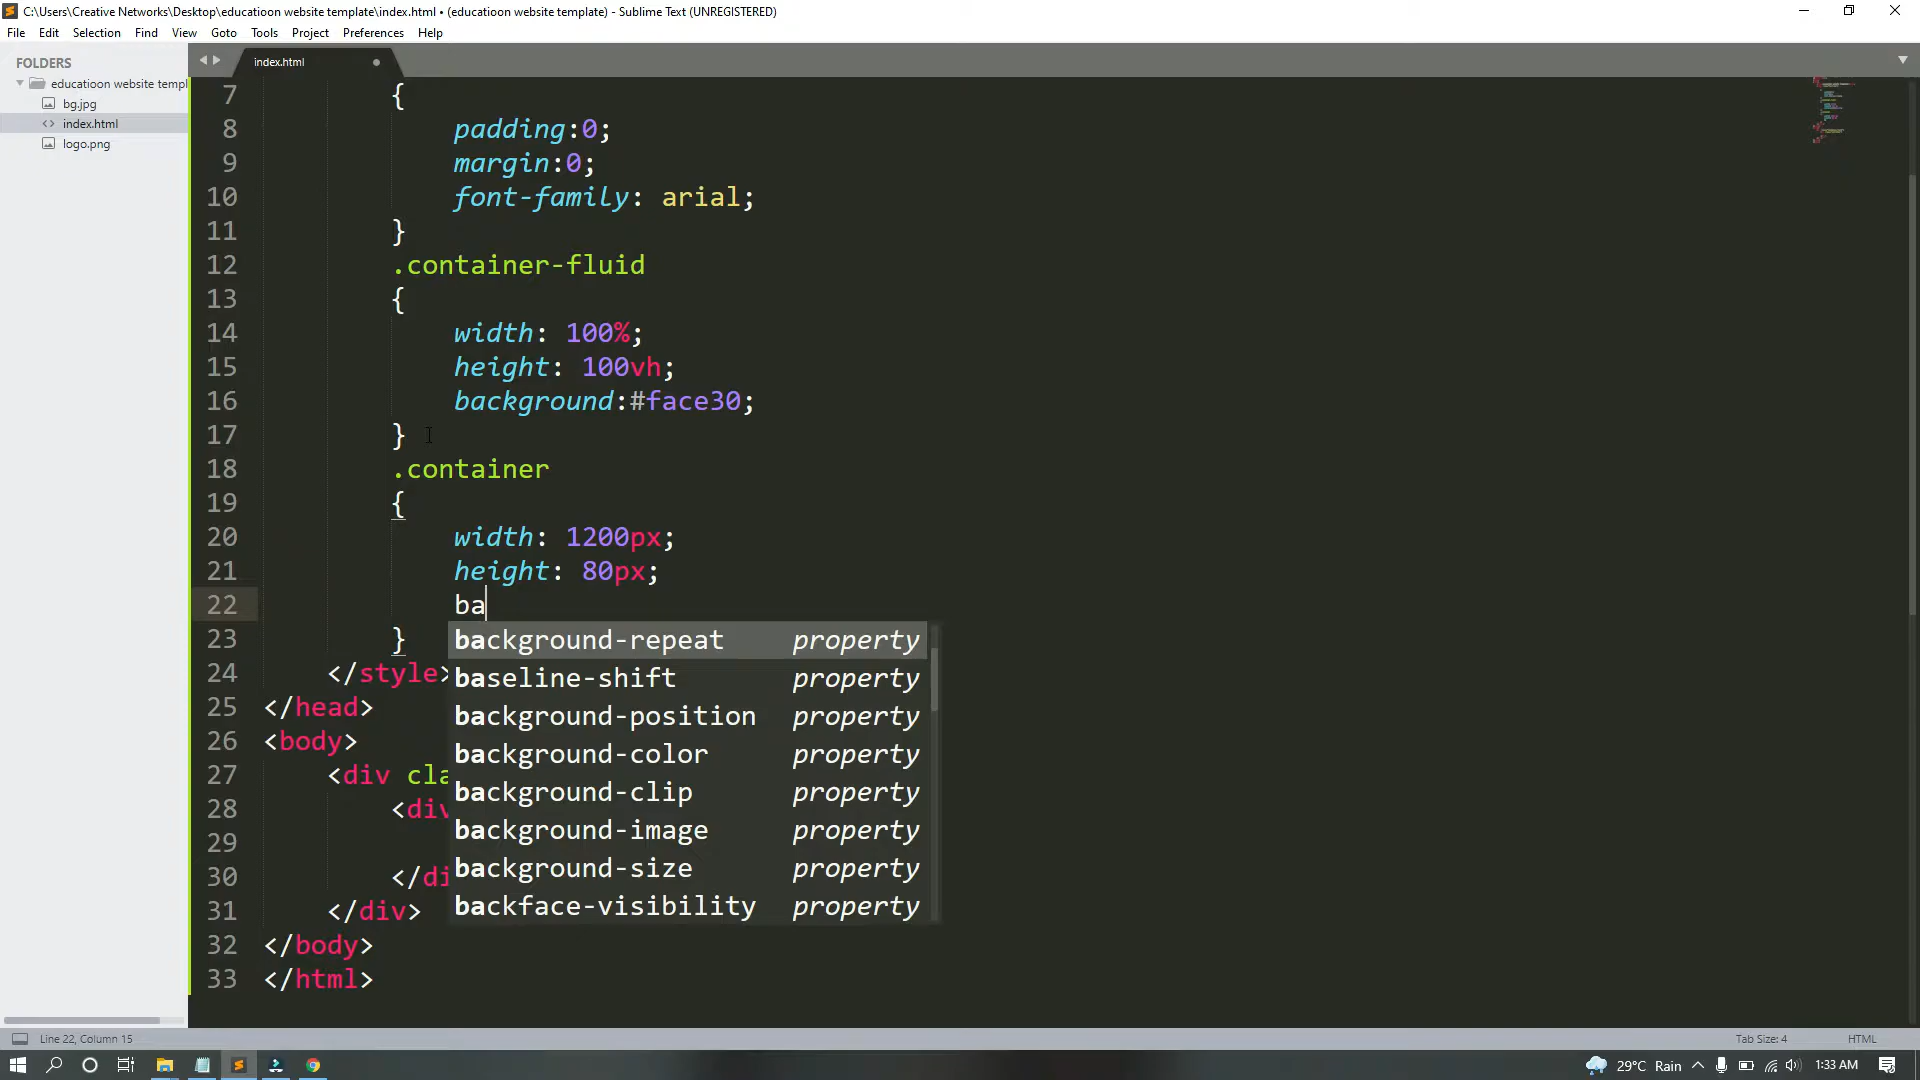 C:\Users\Creative Networks\Desktop\educatioon website template\index.html • (educatioon website template) - Sublime Text (UNREGISTERED)
File Edit Selection Find View Goto Tools Project Preferences Help
FOLDERS
educatioon website templ
bg.jpg
index.html
logo.png
index.html
7 {
8 padding:0;
9 margin:0;
10 font-family: arial;
11 }
12 .container-fluid
13 {
14 width: 100%;
15 height: 100vh;
16 background:#face30;
17 }
18 .container
19 {
20 width: 1200px;
21 height: 80px;
22 ba
23 }
background-repeat property
24 </style>
baseline-shift property
25 </head>
background-position property
26 <body>
background-color property
27 <div cla
background-clip property
28 <div
background-image property
29
background-size property
30 </di
backface-visibility property
31 </div>
32 </body>
33 </html>
Line 22, Column 15
Tab Size: 4
HTML
29°C Rain
1:33 AM